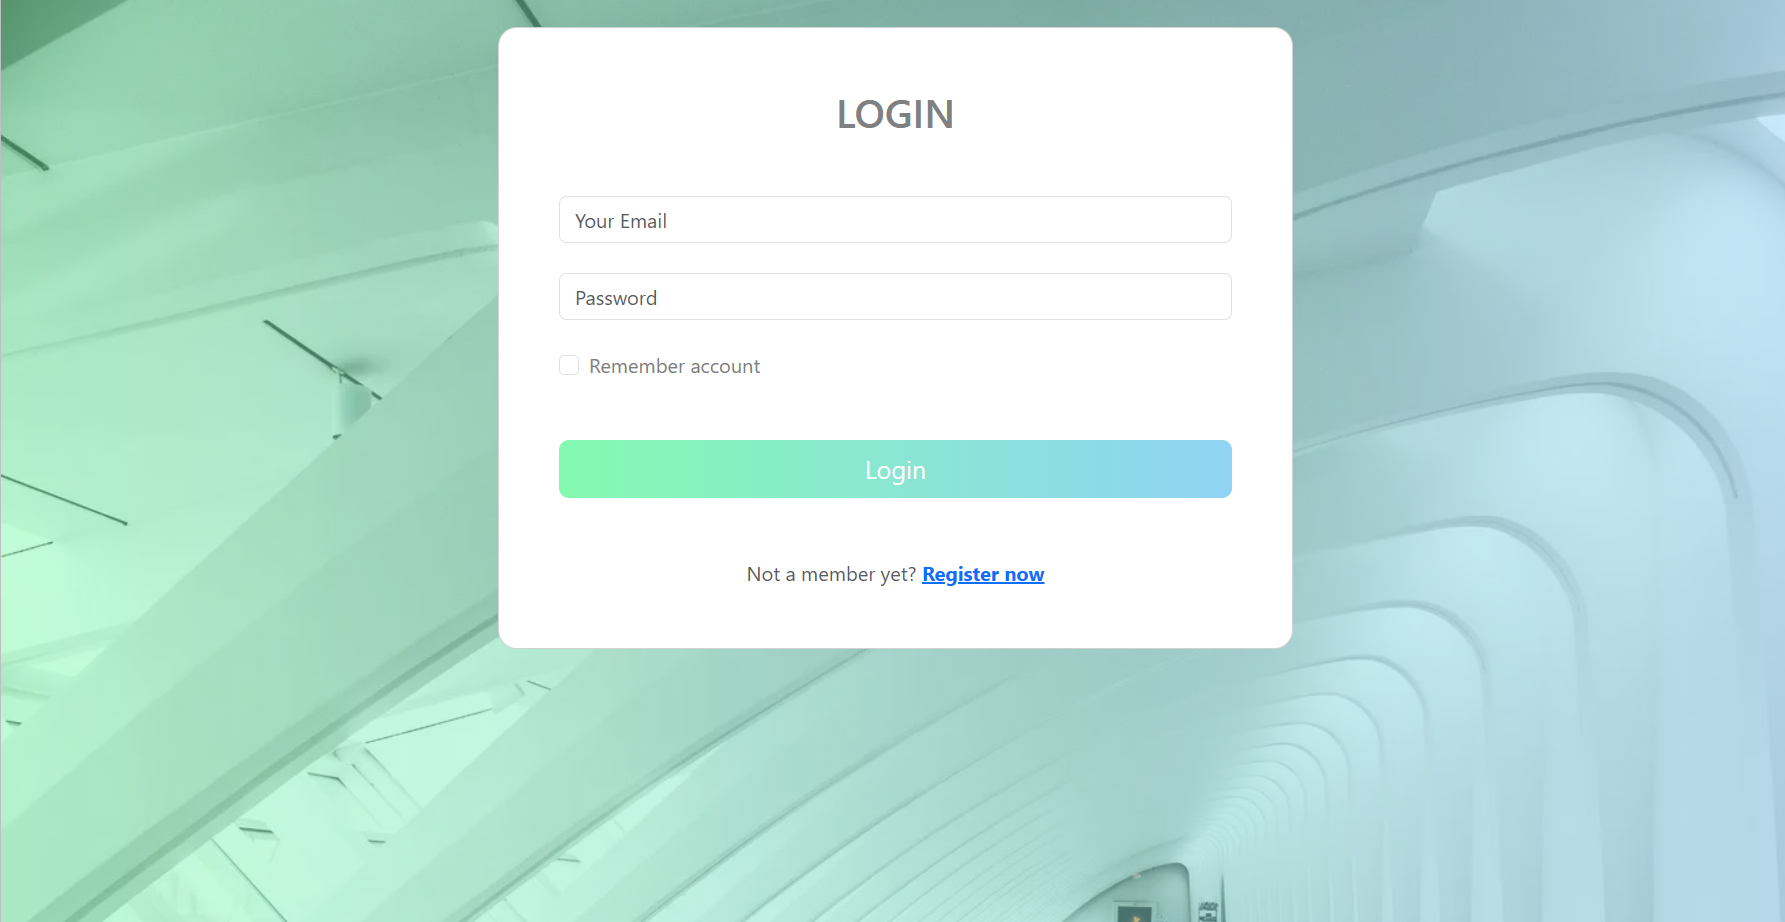 LOGIN
Your Email
Password
Remember account
Login
Not a member yet? Register now